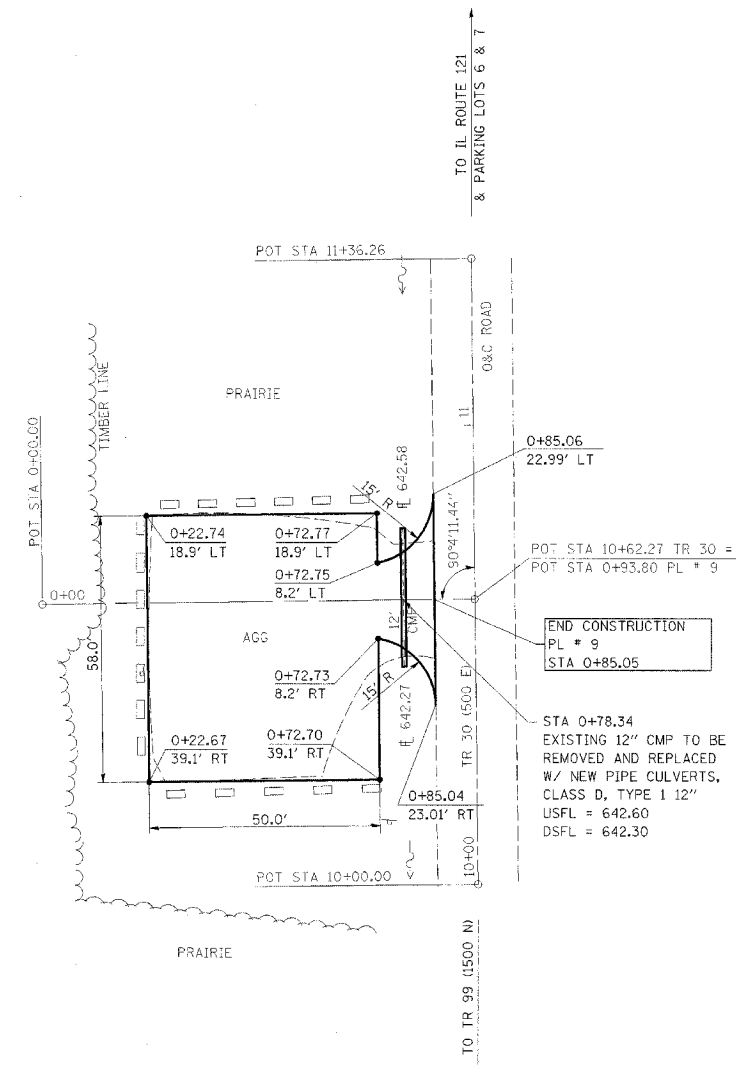 TO IL ROUTE 121
& PARKING LOTS 6 & 7
POT STA 11+36.26
O&C ROAD
TIMBER LINE
PRAIRIE
11
0+85.06
22.99' LT
POT STA 0+00.00
℄ 642.58
15' R
0+22.74
18.9' LT
0+72.77
18.9' LT
90°4'11.44"
POT STA 10+62.27 TR 30 =
POT STA 0+93.80 PL # 9
0+72.75
8.2' LT
0+00
12"
CMP
END CONSTRUCTION
PL # 9
STA 0+85.05
AGG
58.0'
0+72.73
8.2' RT
15' R
℄ 642.27
TR 30 (500 E)
0+22.67
39.1' RT
0+72.70
39.1' RT
STA 0+78.34
EXISTING 12" CMP TO BE
REMOVED AND REPLACED
W/ NEW PIPE CULVERTS,
CLASS D, TYPE 1 12"
USFL = 642.60
DSFL = 642.30
0+85.04
23.01' RT
50.0'
10+00
POT STA 10+00.00
PRAIRIE
TO TR 99 (1500 N)